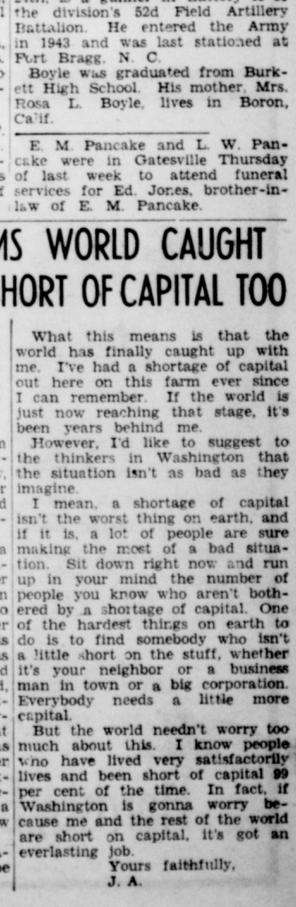 the division's 52d Field Artillery
Battalion. He entered the Army
in 1943 and was last stationed at
Fort Bragg, N. C.
Boyle was graduated from Burk-
ett High School. His mother, Mrs.
Rosa L. Boyle, lives in Boron,
Calif.
E. M. Pancake and L. W. Pan-
cake were in Gatesville Thursday
of last week to attend funeral
services for Ed. Jones, brother-in-
law of E. M. Pancake.
MS WORLD CAUGHT
HORT OF CAPITAL TOO
What this means is that the
world has finally caught up with
me. I've had a shortage of capital
out here on this farm ever since
I can remember. If the world is
just now reaching that stage, it's
been years behind me.
However, I'd like to suggest to
the thinkers in Washington that
the situation isn't as bad as they
imagine.
I mean, a shortage of capital
isn't the worst thing on earth, and
if it is, a lot of people are sure
making the most of a bad situa-
tion. Sit down right now and run
up in your mind the number of
people you know who aren't both-
ered by a shortage of capital. One
of the hardest things on earth to
do is to find somebody who isn't
a little short on the stuff, whether
it's your neighbor or a business
man in town or a big corporation.
Everybody needs a little more
capital.
But the world needn't worry too
much about this. I know people
who have lived very satisfactorily
lives and been short of capital 99
per cent of the time. In fact, if
Washington is gonna worry be-
cause me and the rest of the world
are short on capital, it's got an
everlasting job.
Yours faithfully,
J. A.